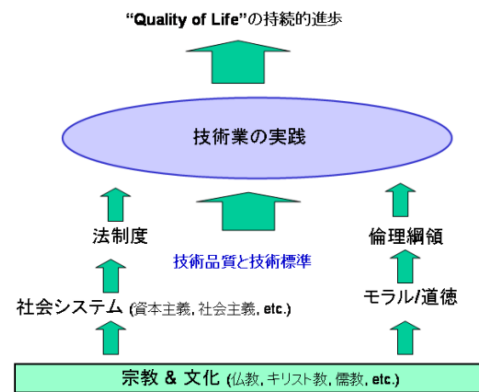 “Quality of Life”の持続的進歩
技術業の実践
法制度
倫理綱領
技術品質と技術標準
社会システム (資本主義, 社会主義, etc.)
モラル/道徳
宗教 & 文化 (仏教, キリスト教, 儒教, etc.)